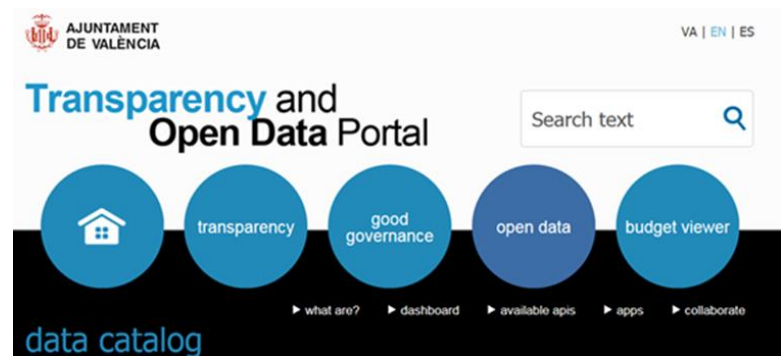 AJUNTAMENT
DE VALÈNCIA
VA | EN | ES
Transparency and
Open Data Portal
Search text
transparency
good
governance
open data
budget viewer
what are?
dashboard
available apis
apps
collaborate
data catalog